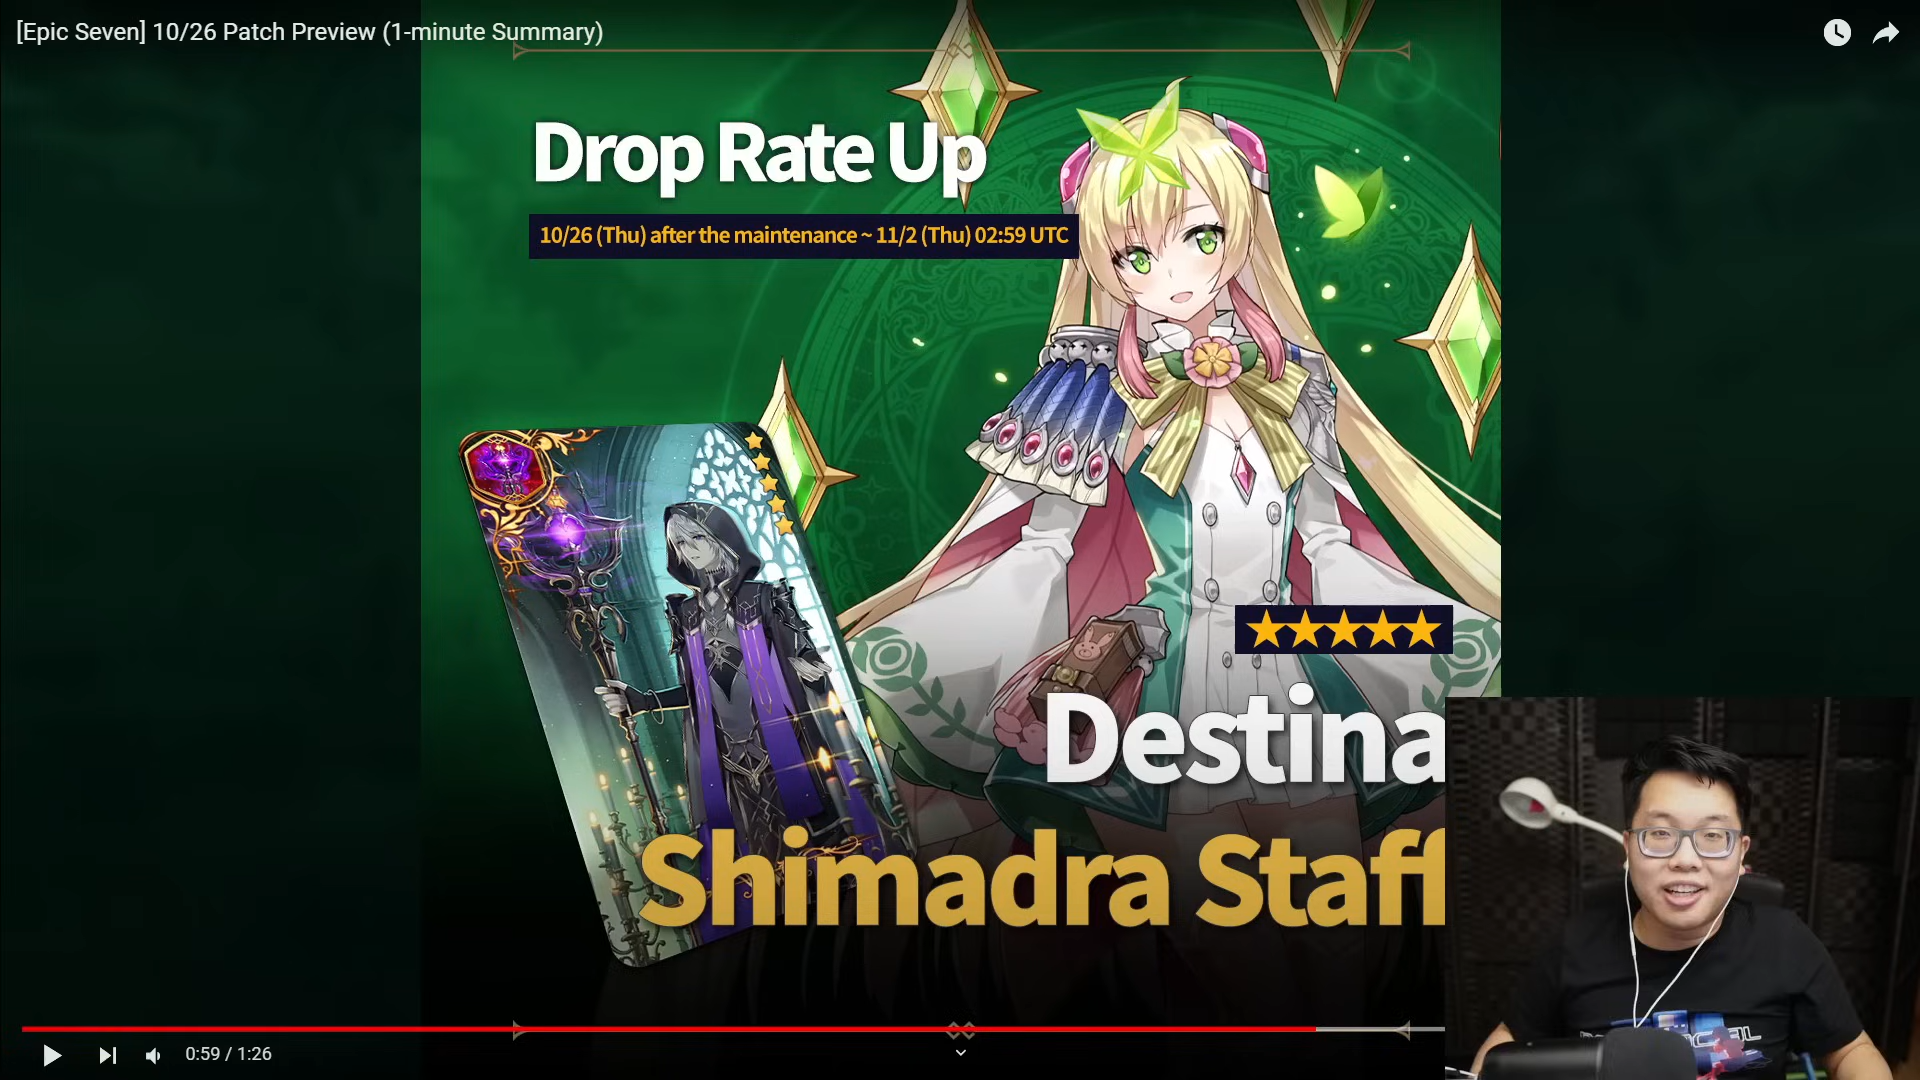 [Epic Seven] 10/26 Patch Preview (1-minute Summary)
Drop Rate Up
10/26 (Thu) after the maintenance ~ 11/2 (Thu) 02:59 UTC
Destina
Shimadra Staff
0:59 / 1:26